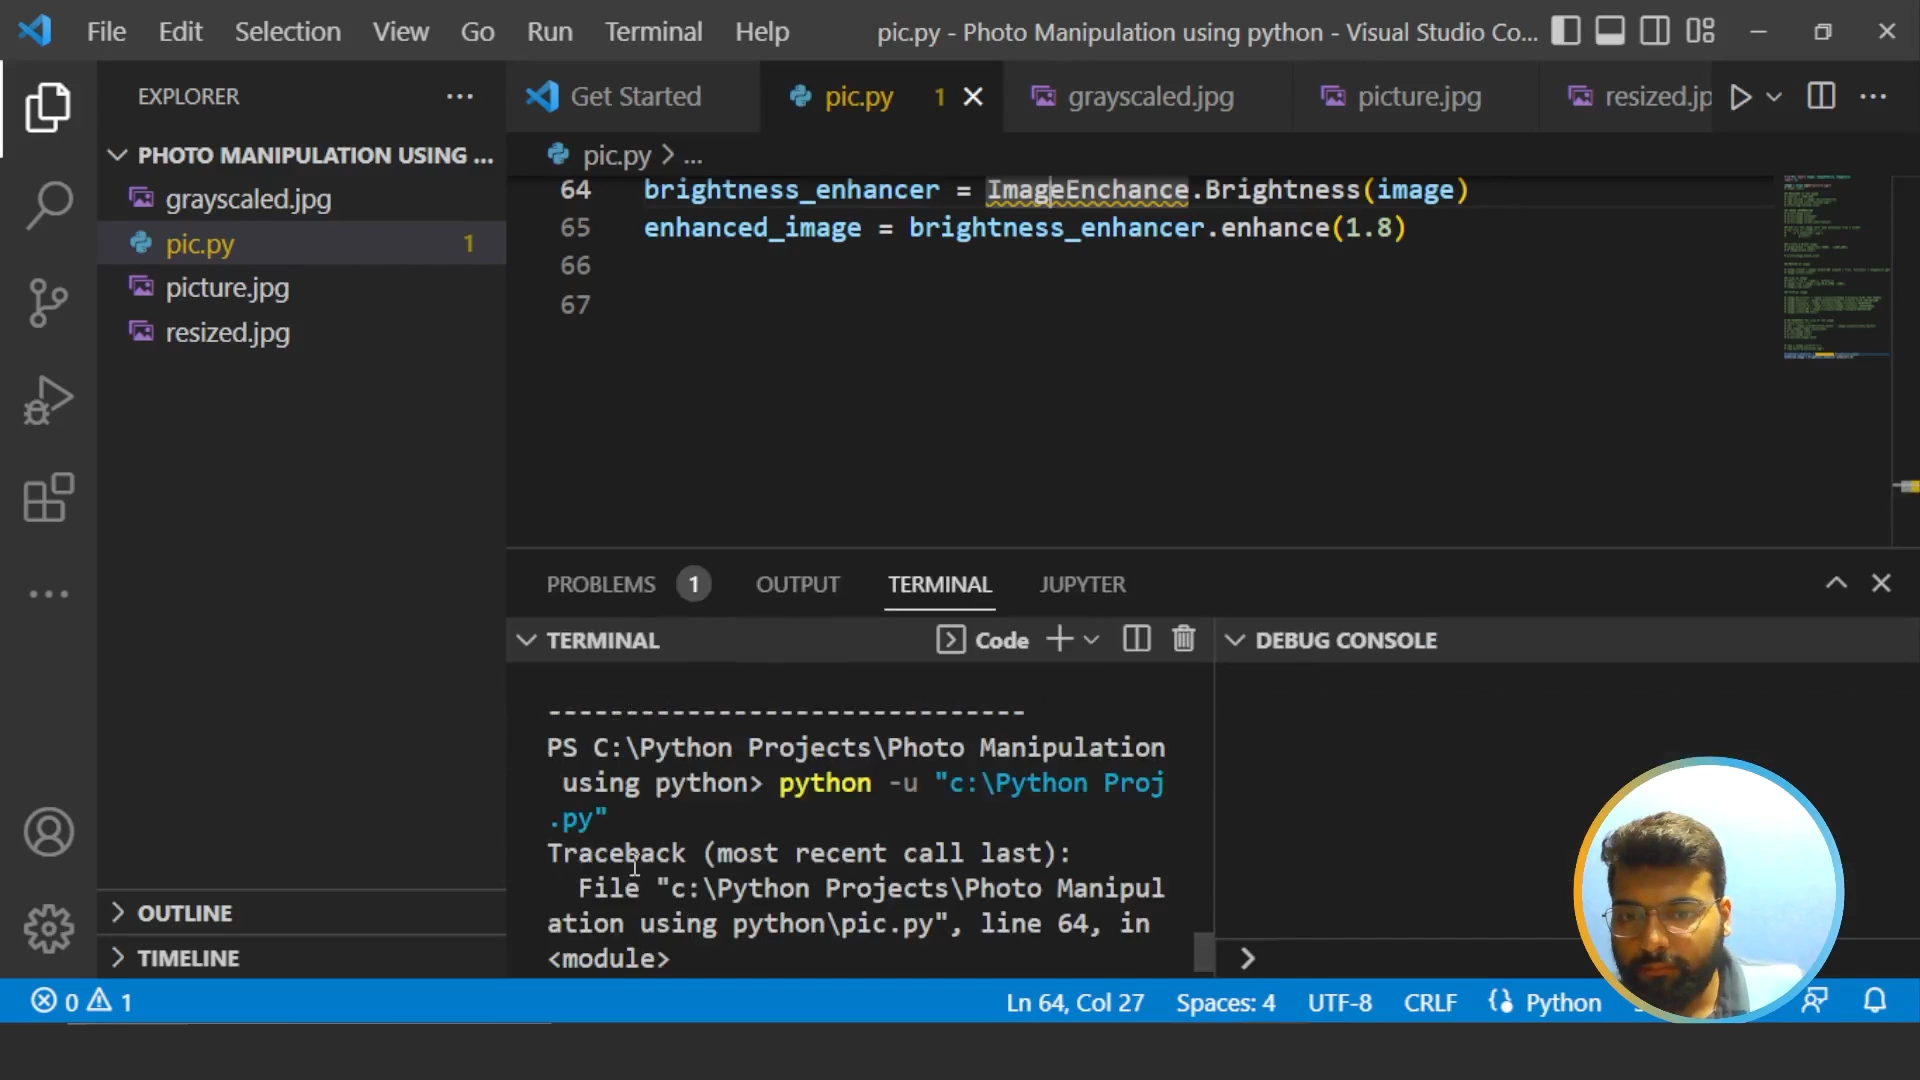 File Edit Selection View Go Run Terminal Help pic.py - Photo Manipulation using python - Visual Studio Co...
EXPLORER
PHOTO MANIPULATION USING ...
grayscaled.jpg
pic.py 1
picture.jpg
resized.jpg
OUTLINE
TIMELINE
Get Started pic.py 1 grayscaled.jpg picture.jpg resized.jp
pic.py > ...
64 brightness_enhancer = ImageEnchance.Brightness(image)
65 enhanced_image = brightness_enhancer.enhance(1.8)
66
67
PROBLEMS 1 OUTPUT TERMINAL JUPYTER
TERMINAL Code
-------------------------------
PS C:\Python Projects\Photo Manipulation
using python> python -u "c:\Python Proj
.py"
Traceback (most recent call last):
File "c:\Python Projects\Photo Manipul
ation using python\pic.py", line 64, in
<module>
DEBUG CONSOLE
0 1 Ln 64, Col 27 Spaces: 4 UTF-8 CRLF Python